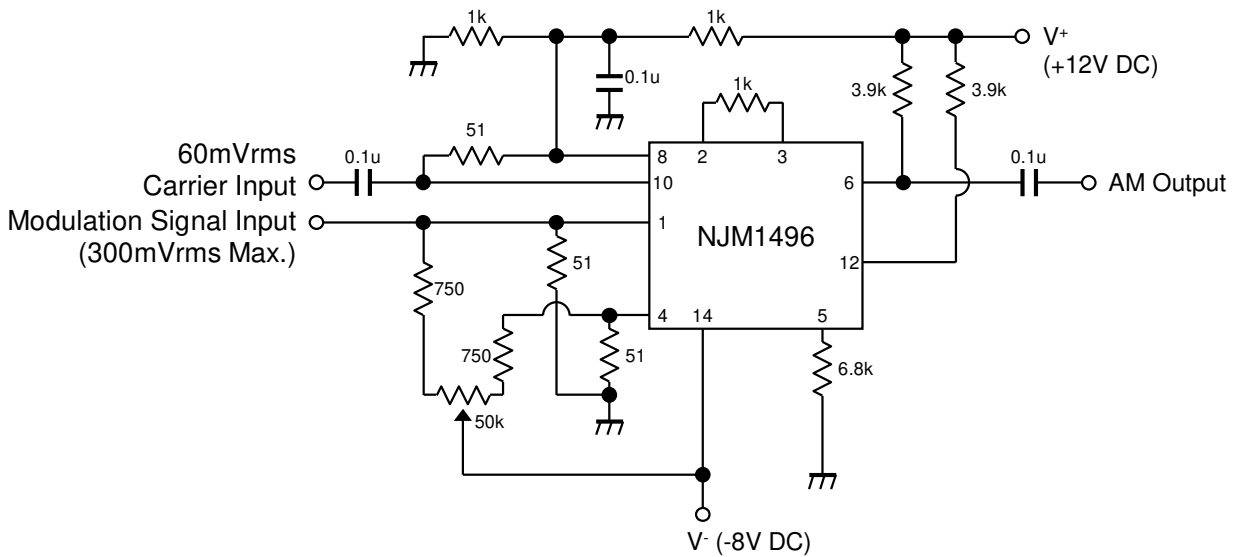 1k
1k
V+
(+12V DC)
0.1u
3.9k
3.9k
1k
51
60mVrms
Carrier Input
0.1u
8
2
3
10
6
0.1u
AM Output
Modulation Signal Input
(300mVrms Max.)
1
NJM1496
51
12
750
4
14
5
750
51
6.8k
50k
V- (-8V DC)